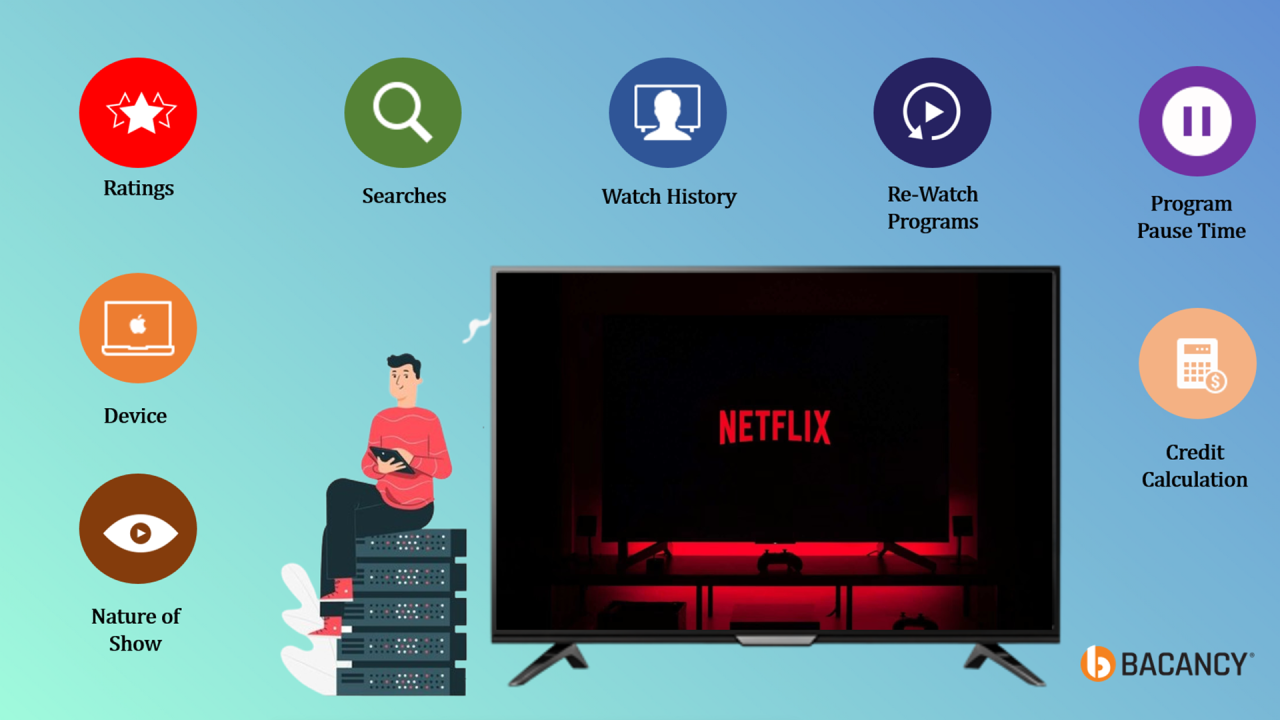 Ratings
Searches
Watch History
Re-Watch
Programs
Program
Pause Time
Device
NETFLIX
Credit
Calculation
Nature of
Show
BACANCY®